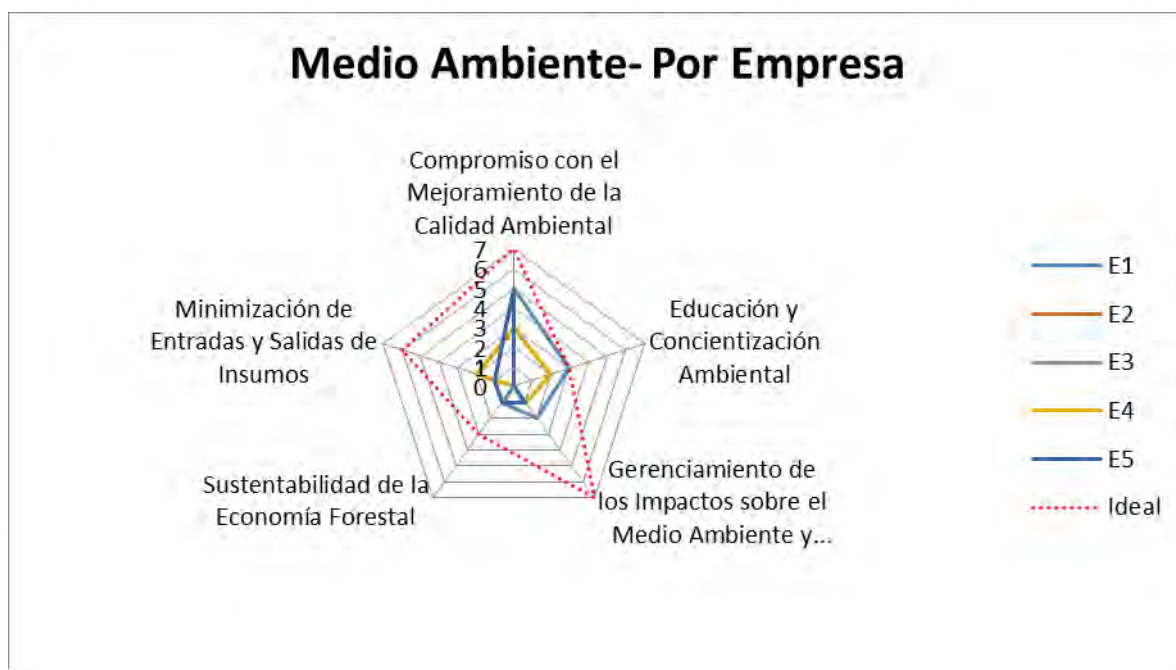 Medio Ambiente- Por Empresa
Compromiso con el
Mejoramiento de la
Calidad Ambiental
7
6
5
4
3
2
1
0
Educación y
Concientización
Ambiental
Gerenciamiento de
los Impactos sobre el
Medio Ambiente y...
Sustentabilidad de la
Economía Forestal
Minimización de
Entradas y Salidas de
Insumos
E1
E2
E3
E4
E5
Ideal